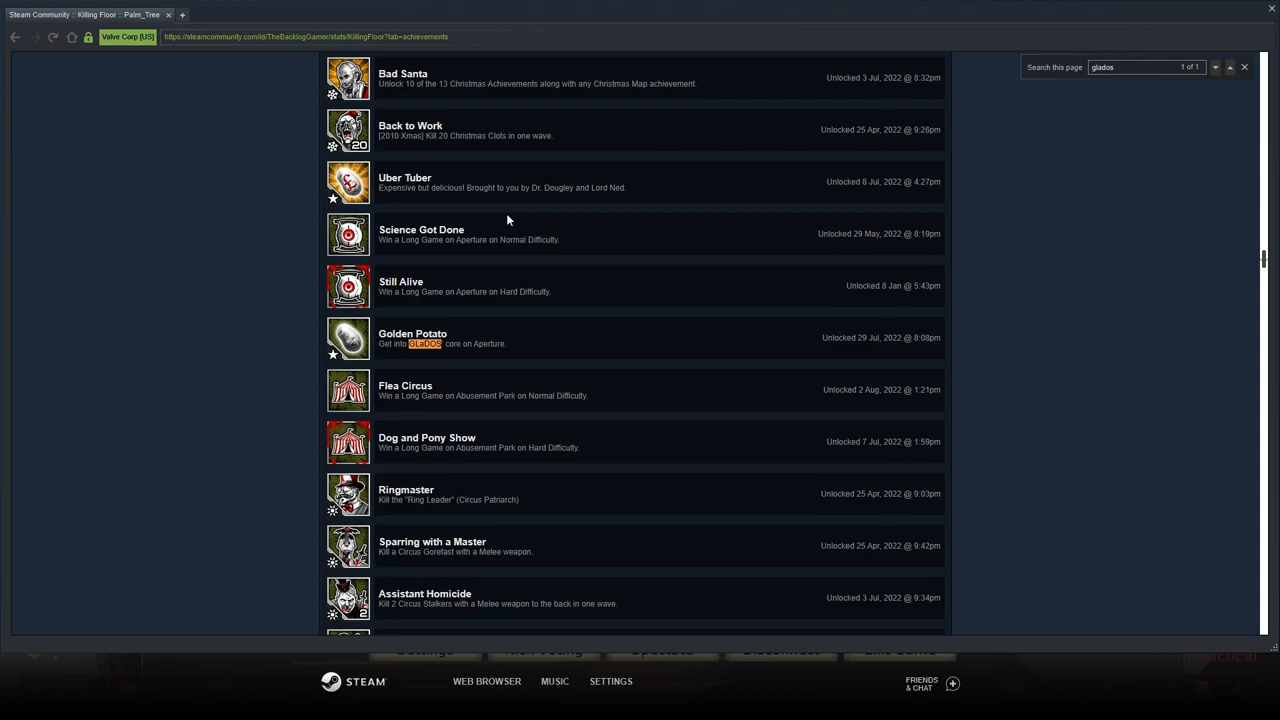 Steam Community :: Killing Floor :: Palm_Tree
Valve Corp [US]
https://steamcommunity.com/id/TheBacklogGamer/stats/KillingFloor?tab=achievements
Search this page
glados
1 of 1
Bad Santa
Unlock 10 of the 13 Christmas Achievements along with any Christmas Map achievement.
Unlocked 3 Jul, 2022 @ 8:32pm
20
Back to Work
[2010 Xmas] Kill 20 Christmas Clots in one wave.
Unlocked 25 Apr, 2022 @ 9:26pm
Uber Tuber
Expensive but delicious! Brought to you by Dr. Dougley and Lord Ned.
Unlocked 8 Jul, 2022 @ 4:27pm
Science Got Done
Win a Long Game on Aperture on Normal Difficulty.
Unlocked 29 May, 2022 @ 8:19pm
Still Alive
Win a Long Game on Aperture on Hard Difficulty.
Unlocked 8 Jan @ 5:43pm
Golden Potato
Get into GLaDOS' core on Aperture.
Unlocked 29 Jul @ 8:08pm
Flea Circus
Win a Long Game on Abusement Park on Normal Difficulty.
Unlocked 2 Aug, 2022 @ 1:21pm
Dog and Pony Show
Win a Long Game on Abusement Park on Hard Difficulty.
Unlocked 7 Jul, 2022 @ 1:59pm
Ringmaster
Kill the "Ring Leader" (Circus Patriarch)
Unlocked 25 Apr, 2022 @ 9:03pm
Sparring with a Master
Kill a Circus Gorefast with a Melee weapon.
Unlocked 25 Apr, 2022 @ 9:42pm
2
Assistant Homicide
Kill 2 Circus Stalkers with a Melee weapon to the back in one wave.
Unlocked 3 Jul, 2022 @ 9:34pm
STEAM
WEB BROWSER
MUSIC
SETTINGS
FRIENDS
& CHAT